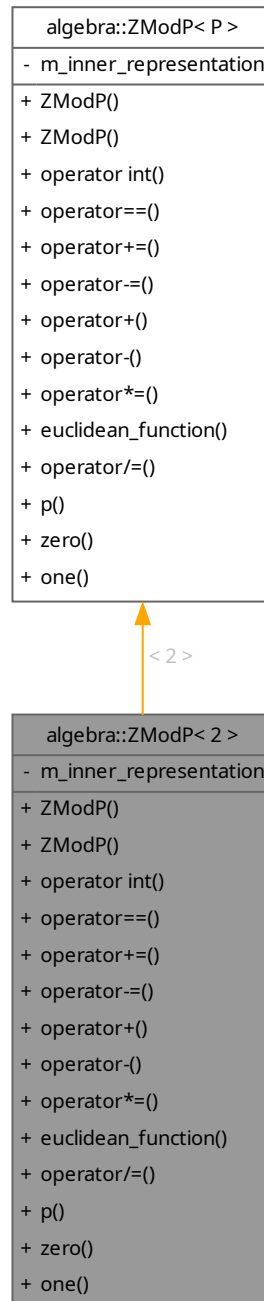 algebra::ZModP< P >
- m_inner_representation
+ ZModP()
+ ZModP()
+ operator int()
+ operator==()
+ operator+=()
+ operator-=()
+ operator+()
+ operator-()
+ operator*=()
+ euclidean_function()
+ operator/=()
+ p()
+ zero()
+ one()
< 2 >
algebra::ZModP< 2 >
- m_inner_representation
+ ZModP()
+ ZModP()
+ operator int()
+ operator==()
+ operator+=()
+ operator-=()
+ operator+()
+ operator-()
+ operator*=()
+ euclidean_function()
+ operator/=()
+ p()
+ zero()
+ one()